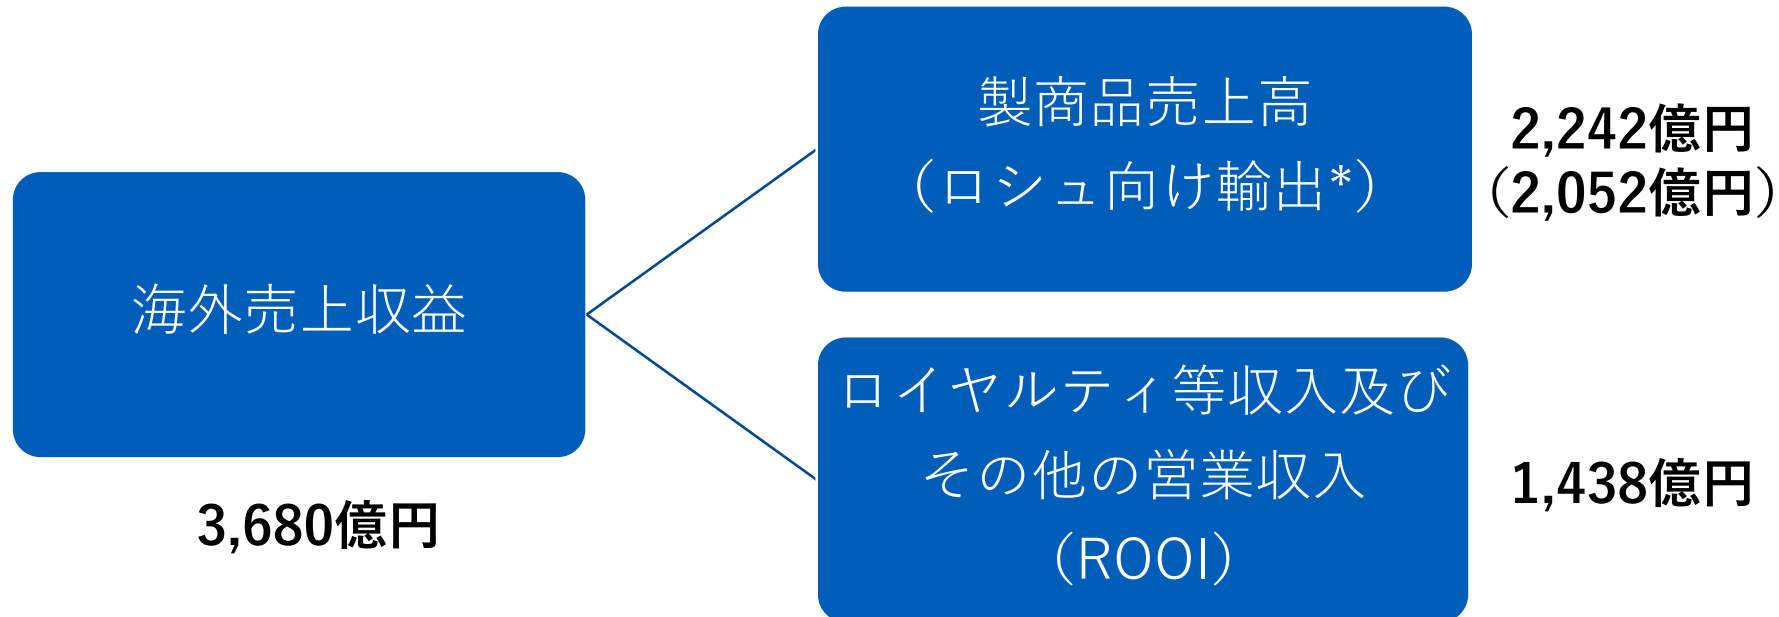 海外売上収益
3,680億円
製商品売上高
（ロシュ向け輸出*）
2,242億円
（2,052億円）
ロイヤルティ等収入及び
その他の営業収入
（ROOI）
1,438億円